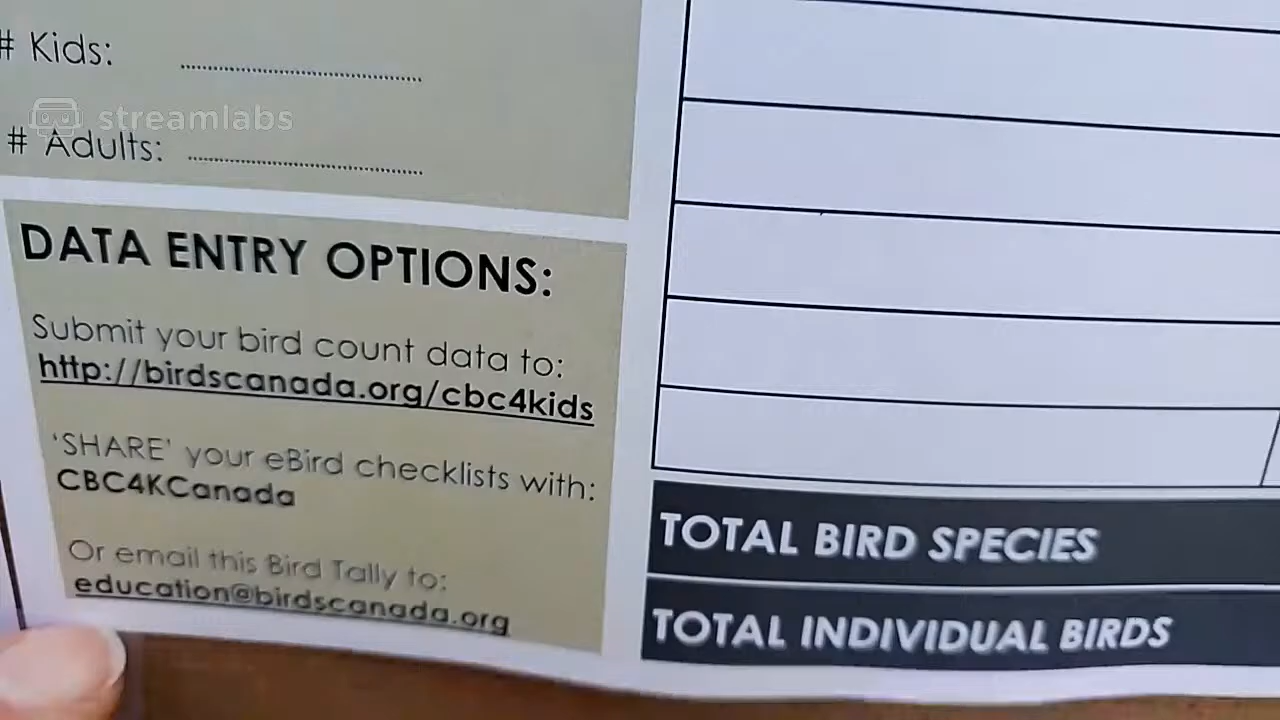 # Kids:
streamlabs
# Adults:
DATA ENTRY OPTIONS:
Submit your bird count data to:
http://birdscanada.org/cbc4kids
'SHARE' your eBird checklists with:
CBC4KCanada
Or email this Bird Tally to:
education@birdscanada.org
TOTAL BIRD SPECIES
TOTAL INDIVIDUAL BIRDS